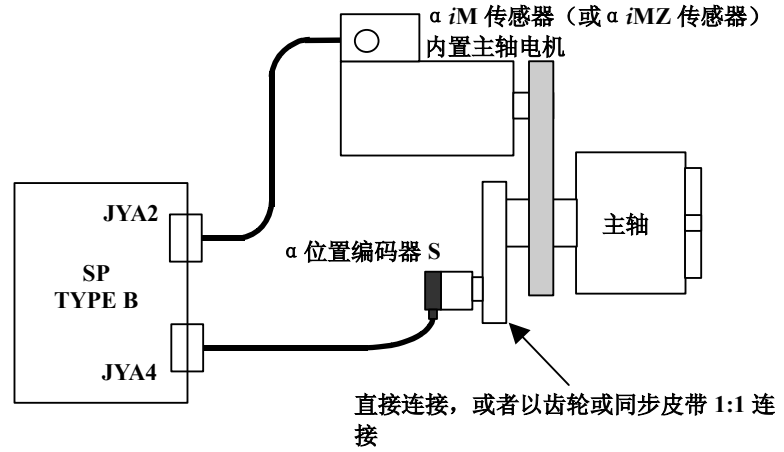 α iM 传感器（或α iMZ 传感器）
内置主轴电机
JYA2
主轴
α位置编码器 S
SP
TYPE B
JYA4
直接连接，或者以齿轮或同步皮带 1:1 连
接